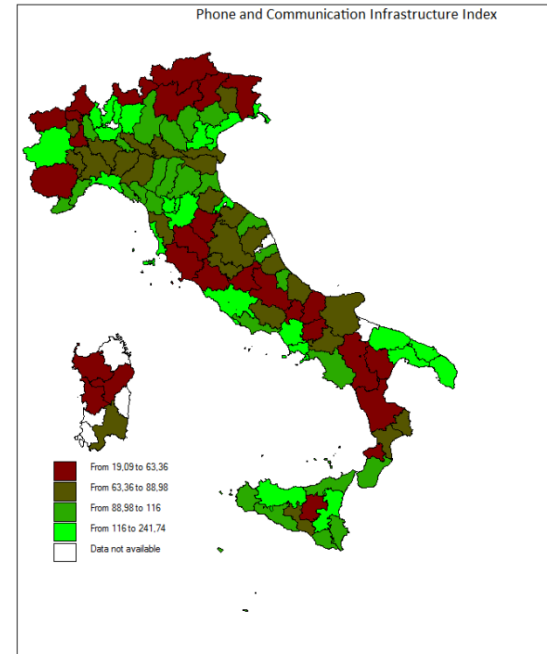 Phone and Communication Infrastructure Index
From 19,09 to 63,36
From 63,36 to 88,98
From 88,98 to 116
From 116 to 241,74
Data not available